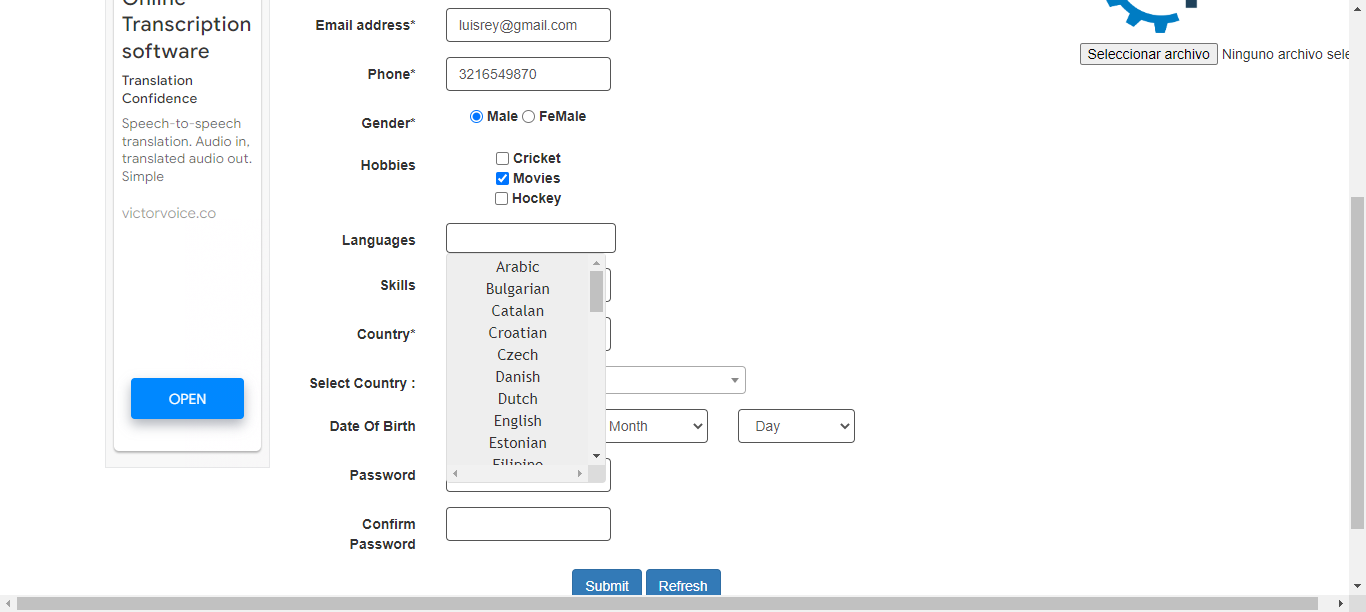 Online
Transcription
software
Translation
Confidence
Speech-to-speech
translation. Audio in,
translated audio out.
Simple
victorvoice.co
OPEN
Email address* luisrey@gmail.com
Phone* 3216549870
Gender* Male FeMale
Hobbies Cricket
Movies
Hockey
Languages
Arabic
Bulgarian
Catalan
Croatian
Czech
Danish
Dutch
English
Estonian
Filipino
Skills
Country*
Select Country :
Date Of Birth Month Day
Password
Confirm
Password
Submit Refresh
Seleccionar archivo Ninguno archivo sele